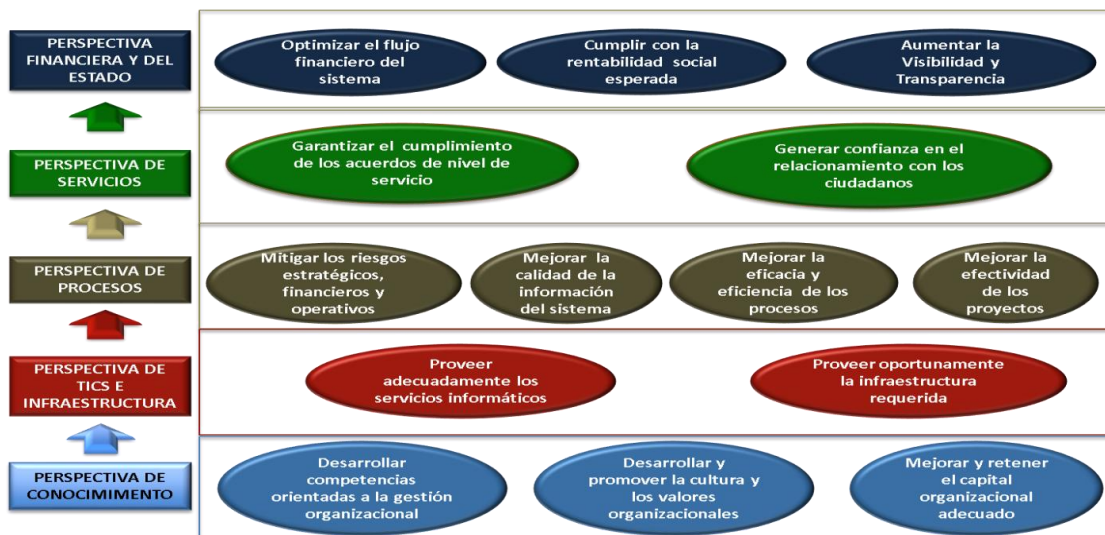 PERSPECTIVA
FINANCIERA Y DEL
ESTADO
Optimizar el flujo
financiero del
sistema
Cumplir con la
rentabilidad social
esperada
Aumentar la
Visibilidad y
Transparencia
PERSPECTIVA DE
SERVICIOS
Garantizar el cumplimiento
de los acuerdos de nivel de
servicio
Generar confianza en el
relacionamiento con los
ciudadanos
PERSPECTIVA DE
PROCESOS
Mitigar los riesgos
estratégicos,
financieros y
operativos
Mejorar la
calidad de la
información
del sistema
Mejorar la
eficacia y
eficiencia de los
procesos
Mejorar la
efectividad
de los
proyectos
PERSPECTIVA DE
TICS E
INFRAESTRUCTURA
Proveer
adecuadamente los
servicios informáticos
Proveer oportunamente
la infraestructura
requerida
PERSPECTIVA DE
CONOCIMIMENTO
Desarrollar
competencias
orientadas a la gestión
organizacional
Desarrollar y
promover la cultura y
los valores
organizacionales
Mejorar y retener
el capital
organizacional
adecuado